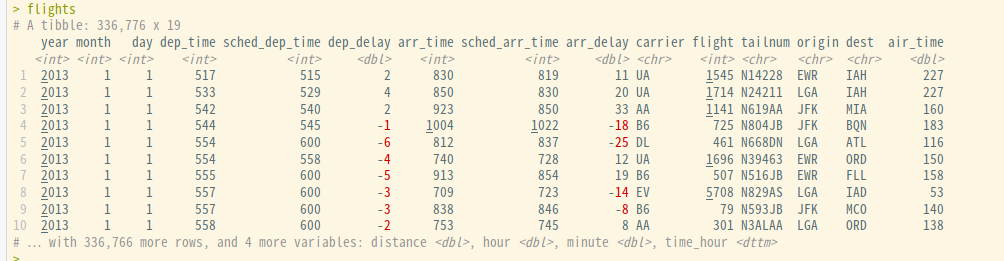 > flights
# A tibble: 336,776 x 19
year month day dep_time sched_dep_time dep_delay arr_time sched_arr_time arr_delay carrier flight tailnum origin dest air_time
<int> <int> <int> <int> <int> <dbl> <int> <int> <dbl> <chr> <int> <chr> <chr> <chr> <dbl>
1 2013 1 1 517 515 2 830 819 11 UA 1545 N14228 EWR IAH 227
2 2013 1 1 533 529 4 850 830 20 UA 1714 N24211 LGA IAH 227
3 2013 1 1 542 540 2 923 850 33 AA 1141 N619AA JFK MIA 160
4 2013 1 1 544 545 -1 1004 1022 -18 B6 725 N804JB JFK BQN 183
5 2013 1 1 554 600 -6 812 837 -25 DL 461 N668DN LGA ATL 116
6 2013 1 1 554 558 -4 740 728 12 UA 1696 N39463 EWR ORD 150
7 2013 1 1 555 600 -5 913 854 19 B6 507 N516JB EWR FLL 158
8 2013 1 1 557 600 -3 709 723 -14 EV 5708 N829AS LGA IAD 53
9 2013 1 1 557 600 -3 838 846 -8 B6 79 N593JB JFK MCO 140
10 2013 1 1 558 600 -2 753 745 8 AA 301 N3ALAA LGA ORD 138
# ... with 336,766 more rows, and 4 more variables: distance <dbl>, hour <dbl>, minute <dbl>, time_hour <dttm>
>